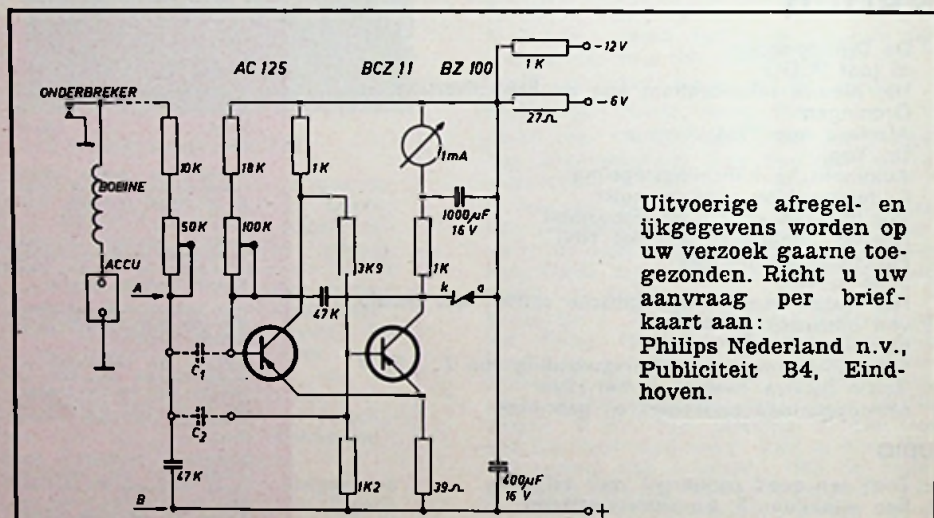 AC 125 BCZ 11 BZ 100
-12V
1K
ONDERBREKER
-6V
27Ω
10K
18K
1K
1mA
BOBINE
1000µF
16V
50K
100K
3K9
1K
ACCU
A
47K
k a
C1
C2
47K
1K2
39Ω
400µF
16V
B
+
Uitvoerige afregel- en
ijkgegevens worden op
uw verzoek gaarne toe-
gezonden. Richt u uw
aanvraag per brief-
kaart aan:
Philips Nederland n.v.,
Publiciteit B4, Eind-
hoven.